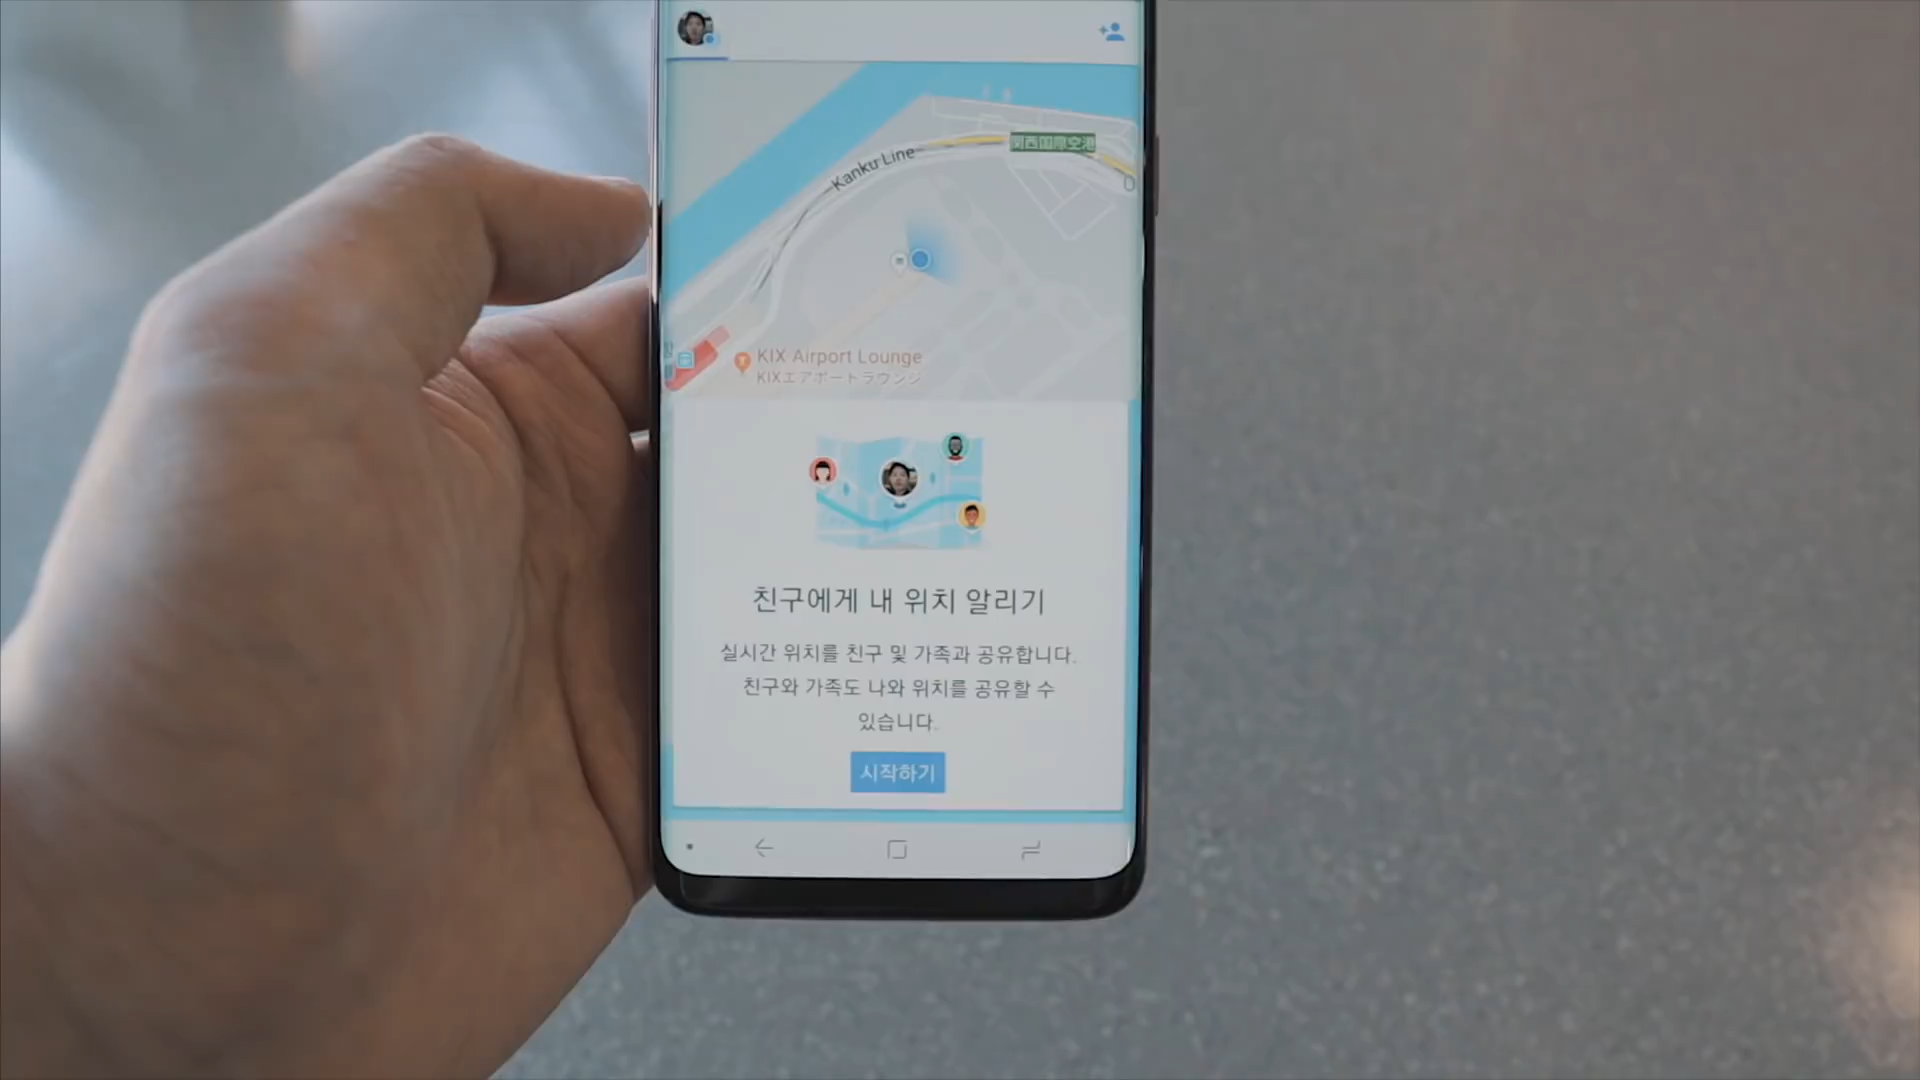 Kanku Line
関西国際空港
KIX Airport Lounge
KIXエアポートラウンジ
친구에게 내 위치 알리기
실시간 위치를 친구 및 가족과 공유합니다.
친구와 가족도 나와 위치를 공유할 수
있습니다.
시작하기